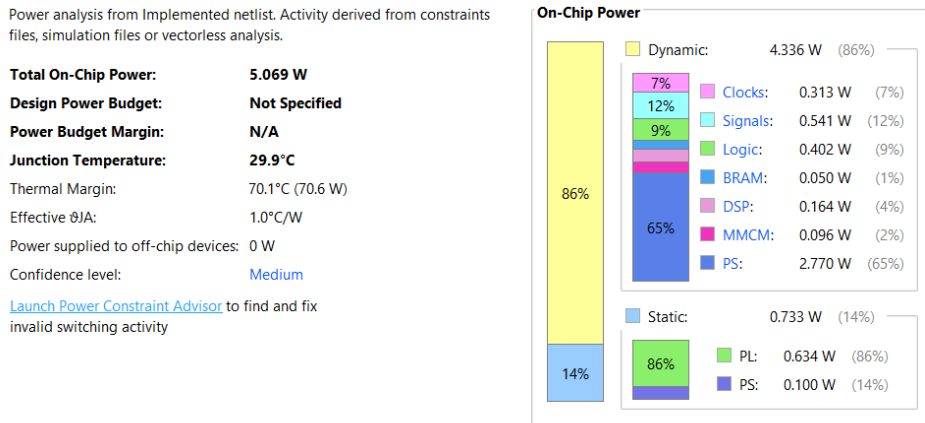 Power analysis from Implemented netlist. Activity derived from constraints
files, simulation files or vectorless analysis.
Total On-Chip Power: 5.069 W
Design Power Budget: Not Specified
Power Budget Margin: N/A
Junction Temperature: 29.9°C
Thermal Margin: 70.1°C (70.6 W)
Effective ϑJA: 1.0°C/W
Power supplied to off-chip devices: 0 W
Confidence level: Medium
Launch Power Constraint Advisor to find and fix
invalid switching activity
On-Chip Power
86%
14%
Dynamic: 4.336 W (86%)
7%
12%
9%
65%
Clocks: 0.313 W (7%)
Signals: 0.541 W (12%)
Logic: 0.402 W (9%)
BRAM: 0.050 W (1%)
DSP: 0.164 W (4%)
MMCM: 0.096 W (2%)
PS: 2.770 W (65%)
Static: 0.733 W (14%)
86%
PL: 0.634 W (86%)
PS: 0.100 W (14%)